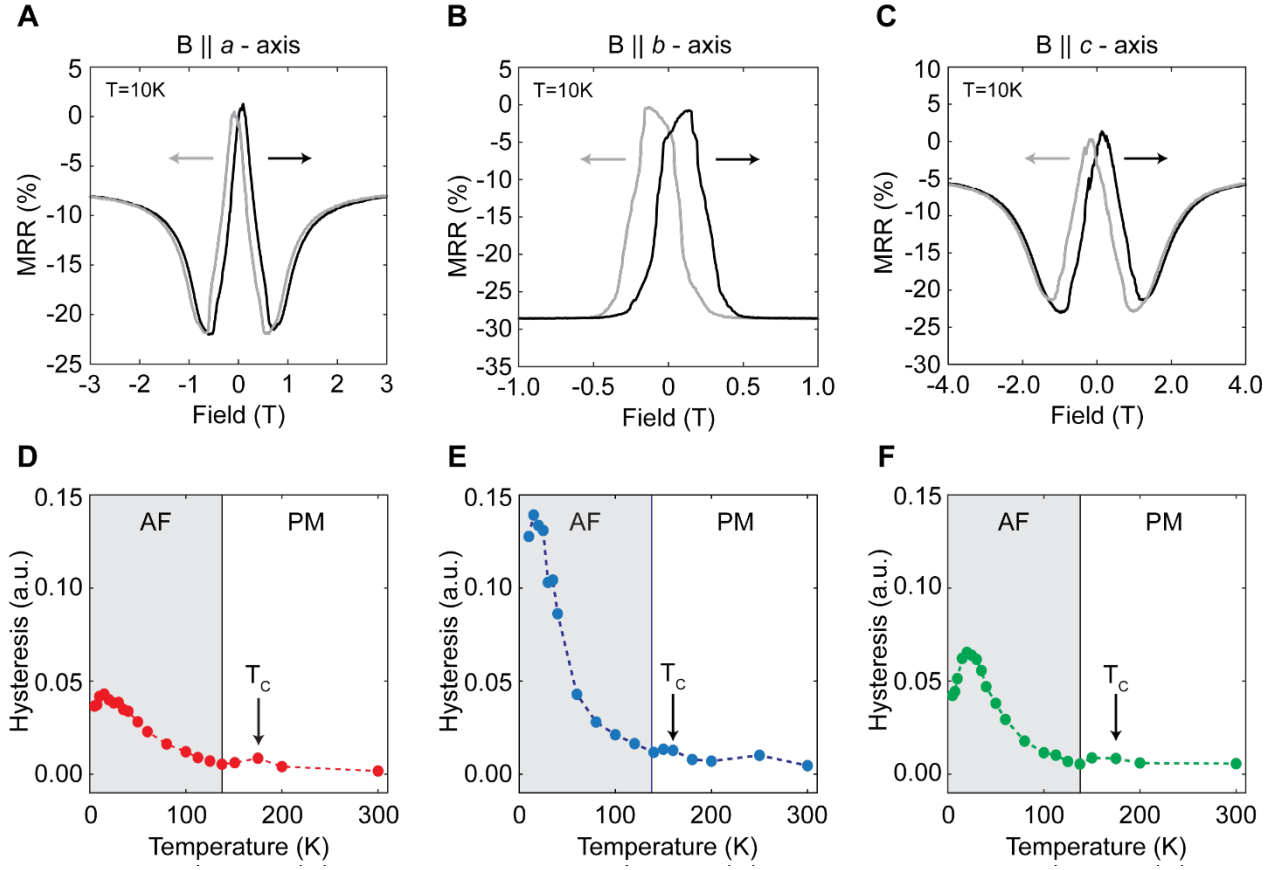 A
B
C
B || a - axis
B || b - axis
B || c - axis
T=10K
T=10K
T=10K
MRR (%)
5
0
-5
-10
-15
-20
-25
-3 -2 -1 0 1 2 3
Field (T)
MRR (%)
5
0
-5
-10
-15
-20
-25
-30
-35
-1.0 -0.5 0 0.5 1.0
Field (T)
MRR (%)
10
5
0
-5
-10
-15
-20
-25
-30
-4.0 -2.0 0.0 2.0 4.0
Field (T)
D
E
F
Hysteresis (a.u.)
0.15
0.10
0.05
0.00
AF PM
TC
0 100 200 300
Temperature (K)
Hysteresis (a.u.)
0.15
0.10
0.05
0.00
AF PM
TC
0 100 200 300
Temperature (K)
Hysteresis (a.u.)
0.15
0.10
0.05
0.00
AF PM
TC
0 100 200 300
Temperature (K)